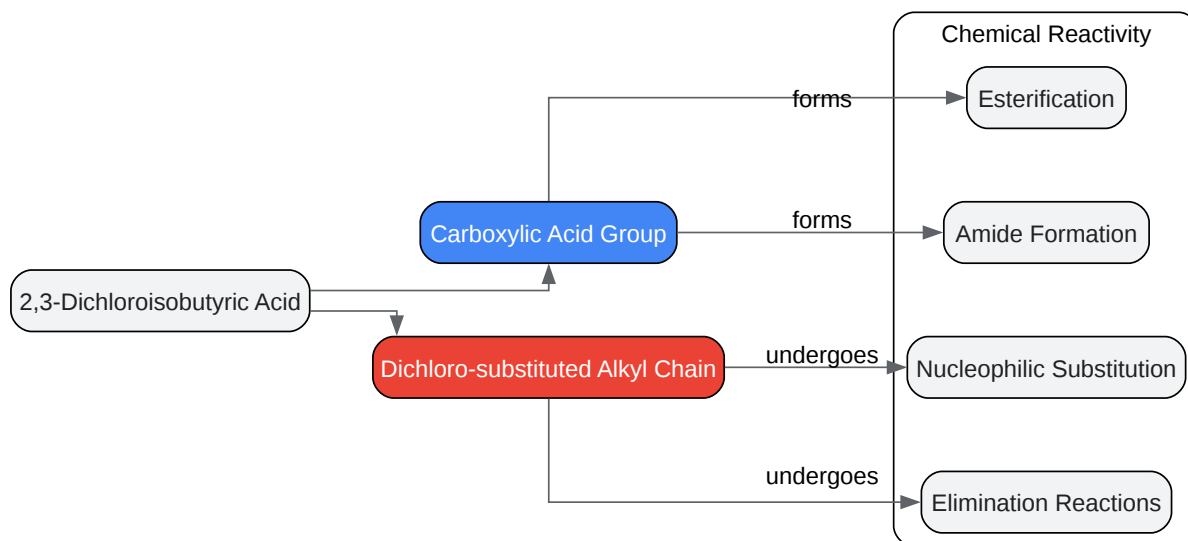 Chemical Reactivity
forms
Esterification
Carboxylic Acid Group
forms
Amide Formation
2,3-Dichloroisobutyric Acid
Dichloro-substituted Alkyl Chain
undergoes
Nucleophilic Substitution
undergoes
Elimination Reactions